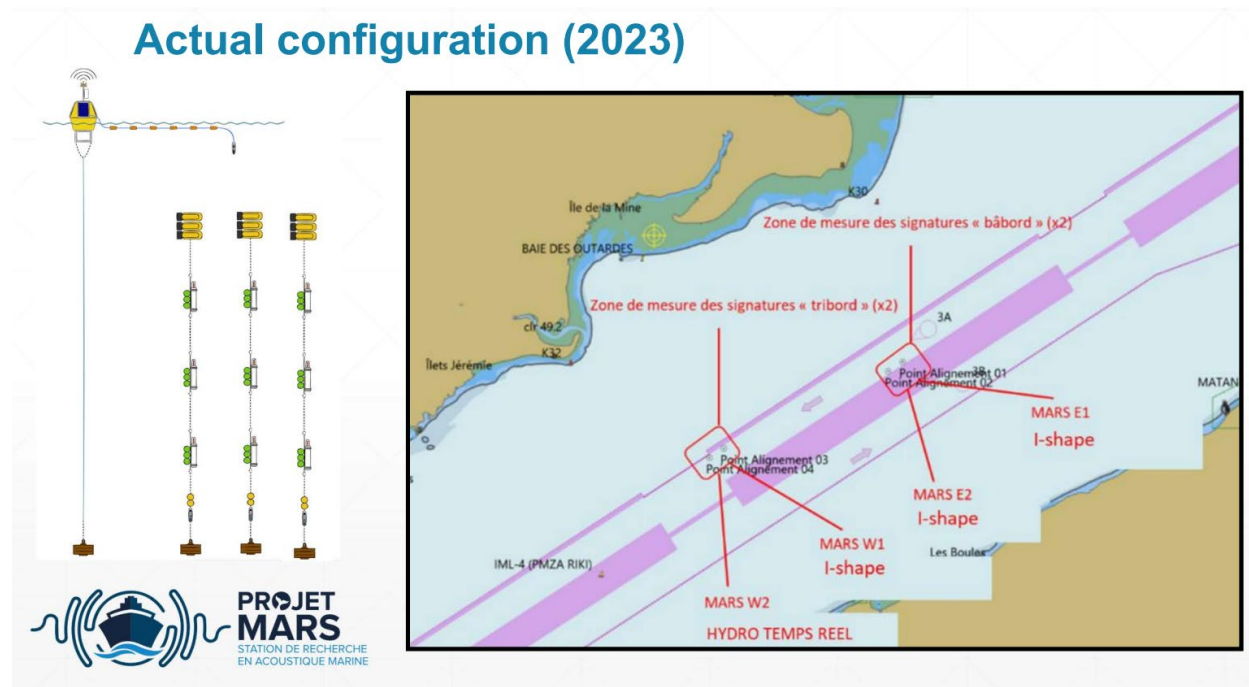 Actual configuration (2023)
K30
Île de la Mine
Zone de mesure des signatures « bâbord » (x2)
BAIE DES OUTARDES
Zone de mesure des signatures « tribord » (x2)
3A
clr 49.2
K32
Îlets Jérémie
3B
Point Alignement 01
Point Alignement 02
MATAN
MARS E1
I-shape
Point Alignement 03
Point Alignement 04
MARS E2
I-shape
MARS W1
I-shape
Les Boules
IML-4 (PMZA RIKI)
MARS W2
HYDRO TEMPS REEL
PROJET
MARS
STATION DE RECHERCHE
EN ACOUSTIQUE MARINE